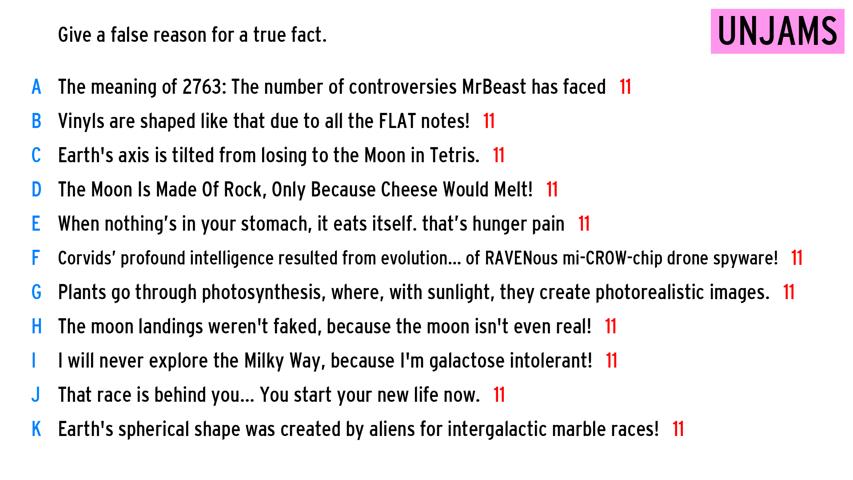 Give a false reason for a true fact.
UNJAMS
A The meaning of 2763: The number of controversies MrBeast has faced 11
B Vinyls are shaped like that due to all the FLAT notes! 11
C Earth's axis is tilted from losing to the Moon in Tetris. 11
D The Moon Is Made Of Rock, Only Because Cheese Would Melt! 11
E When nothing's in your stomach, it eats itself. that's hunger pain 11
F Corvids' profound intelligence resulted from evolution... of RAVENous mi-CROW-chip drone spyware! 11
G Plants go through photosynthesis, where, with sunlight, they create photorealistic images. 11
H The moon landings weren't faked, because the moon isn't even real! 11
I I will never explore the Milky Way, because I'm galactose intolerant! 11
J That race is behind you... You start your new life now. 11
K Earth's spherical shape was created by aliens for intergalactic marble races! 11